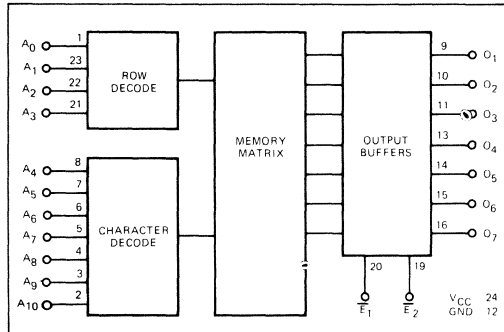 A0 1
A1 23
A2 22
A3 21
ROW
DECODE
A4 8
A5 7
A6 6
A7 5
A8 4
A9 3
A10 2
CHARACTER
DECODE
MEMORY
MATRIX
OUTPUT
BUFFERS
9 O1
10 O2
11 O3
13 O4
14 O5
15 O6
16 O7
20 19
E̅1 E̅2
VCC 24
GND 12